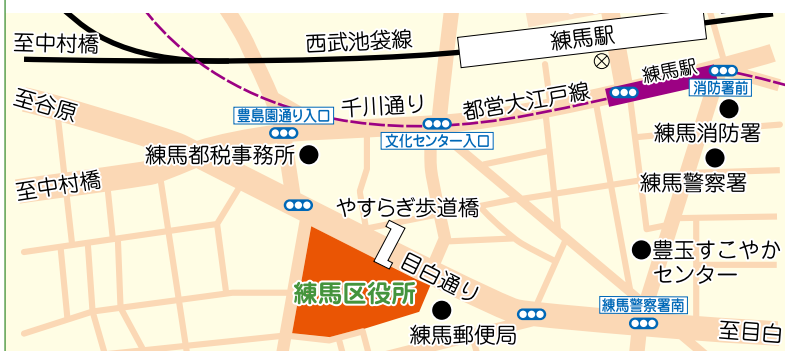 至中村橋
西武池袋線
練馬駅
練馬駅
消防署前
至谷原
千川通り
都営大江戸線
豊島園通り入口
文化センター入口
練馬消防署
練馬都税事務所
練馬警察署
至中村橋
やすらぎ歩道橋
豊玉すこやか
センター
目白通り
練馬区役所
練馬警察署南
練馬郵便局
至目白